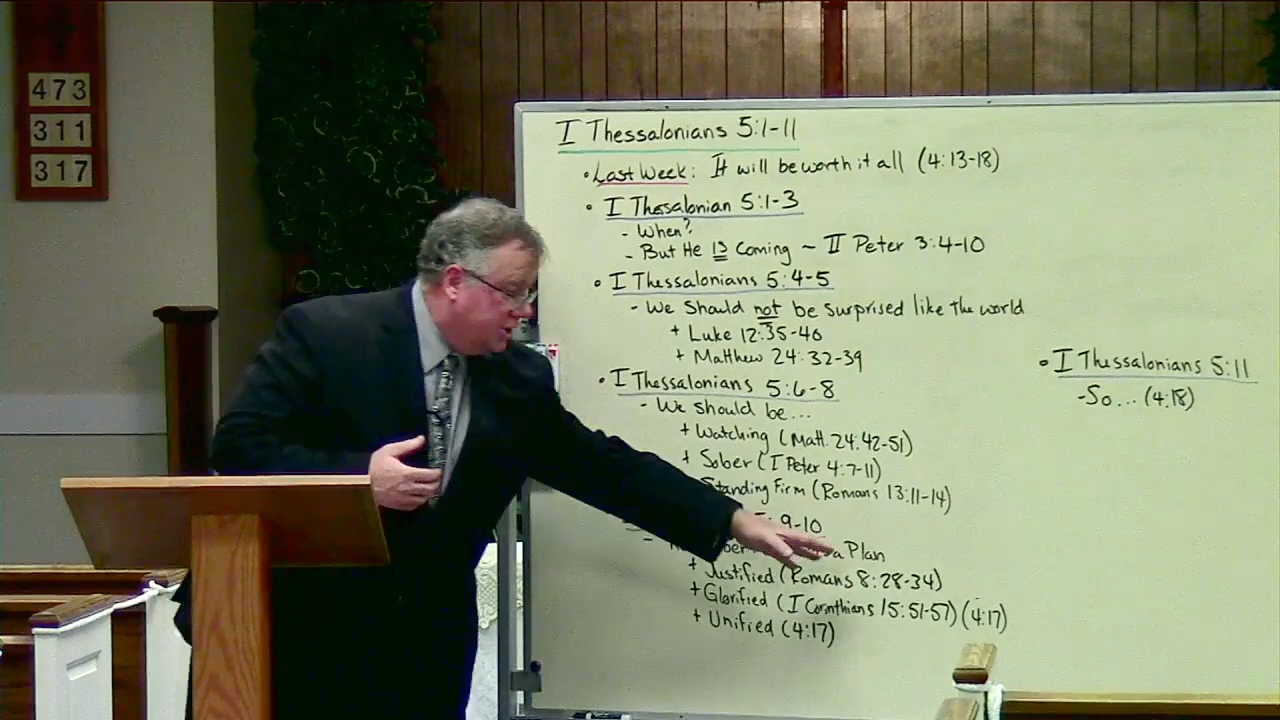 473
311
317
I Thessalonians 5:1-11
• Last Week: It will be worth it all (4:13-18)
• I Thesalonian 5:1-3
- When?
- But He is Coming ~ II Peter 3:4-10
• I Thessalonians 5:4-5
- We Should not be surprised like the world
+ Luke 12:35-40
+ Matthew 24:32-39
• I Thessalonians 5:6-8
- We should be...
+ Watching (Matt. 24:42-51)
+ Sober (I Peter 4:7-11)
Standing Firm (Romans 13:11-14)
9-10
- a Plan
+ Justified (Romans 8:28-34)
+ Glorified (I Corinthians 15:51-57) (4:17)
+ Unified (4:17)
• I Thessalonians 5:11
- So... (4:18)